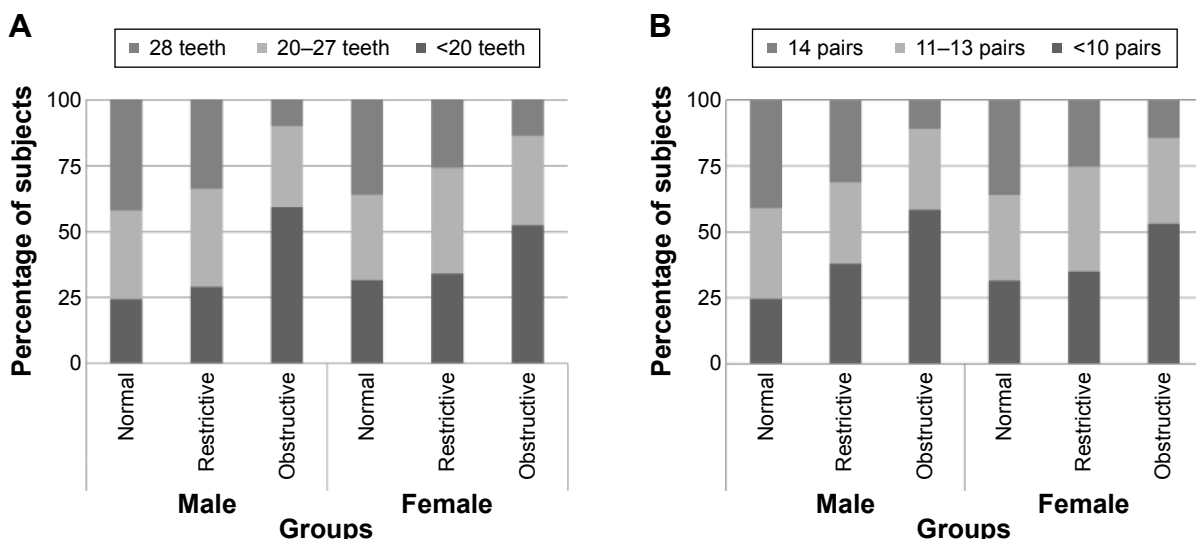 A
28 teeth 20–27 teeth <20 teeth
Percentage of subjects
100
75
50
25
0
Normal
Restrictive
Obstructive
Normal
Restrictive
Obstructive
Male Female
Groups
B
14 pairs 11–13 pairs <10 pairs
Percentage of subjects
100
75
50
25
0
Normal
Restrictive
Obstructive
Normal
Restrictive
Obstructive
Male Female
Groups